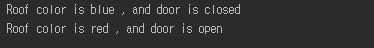 Roof color is blue , and door is closed
Roof color is red , and door is open